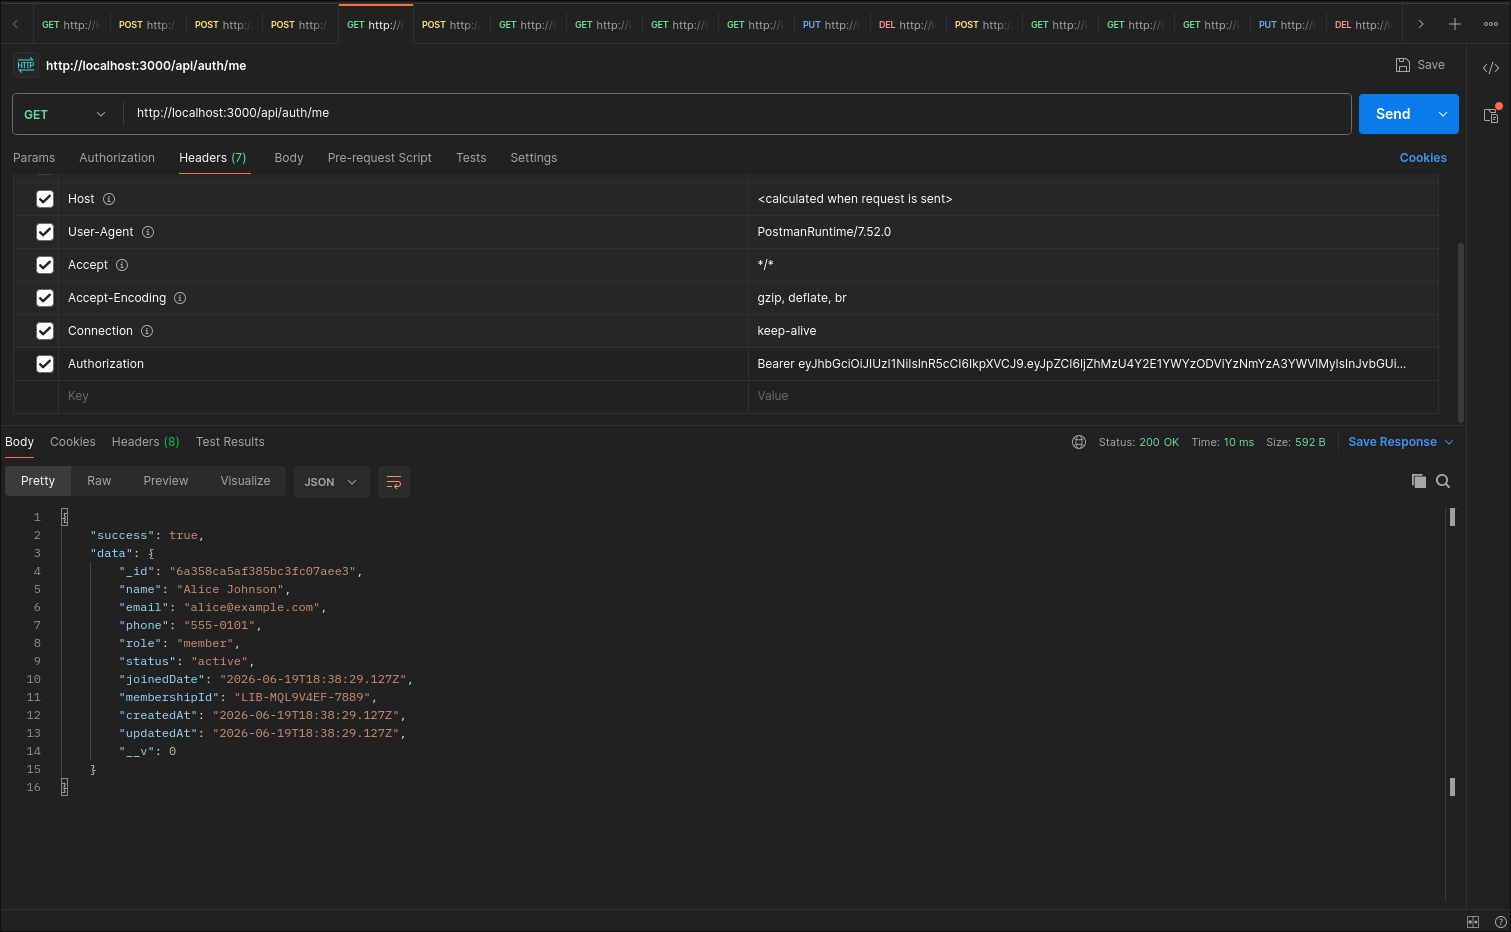 GET http://
POST http:/
POST http:/
POST http:/
GET http://
POST http:/
GET http://
GET http://
GET http://
GET http://
PUT http://
DEL http://
POST http:/
GET http://
GET http://
GET http://
PUT http://
DEL http://
HTTP http://localhost:3000/api/auth/me
Save
GET http://localhost:3000/api/auth/me
Send
Params Authorization Headers (7) Body Pre-request Script Tests Settings
Cookies
Host <calculated when request is sent>
User-Agent PostmanRuntime/7.52.0
Accept */*
Accept-Encoding gzip, deflate, br
Connection keep-alive
Authorization Bearer eyJhbGciOiJIUzI1NiIsInR5cCI6IkpXVCJ9.eyJpZCI6IjZhMzU4Y2E1YWYzODViYzNmYzA3YWVlMyIsInJvbGUi...
Key Value
Body Cookies Headers (8) Test Results
Status: 200 OK Time: 10 ms Size: 592 B Save Response
Pretty Raw Preview Visualize JSON
1 {
2 "success": true,
3 "data": {
4 "_id": "6a358ca5af385bc3fc07aee3",
5 "name": "Alice Johnson",
6 "email": "alice@example.com",
7 "phone": "555-0101",
8 "role": "member",
9 "status": "active",
10 "joinedDate": "2026-06-19T18:38:29.127Z",
11 "membershipId": "LIB-MQL9V4EF-7889",
12 "createdAt": "2026-06-19T18:38:29.127Z",
13 "updatedAt": "2026-06-19T18:38:29.127Z",
14 "__v": 0
15 }
16 }